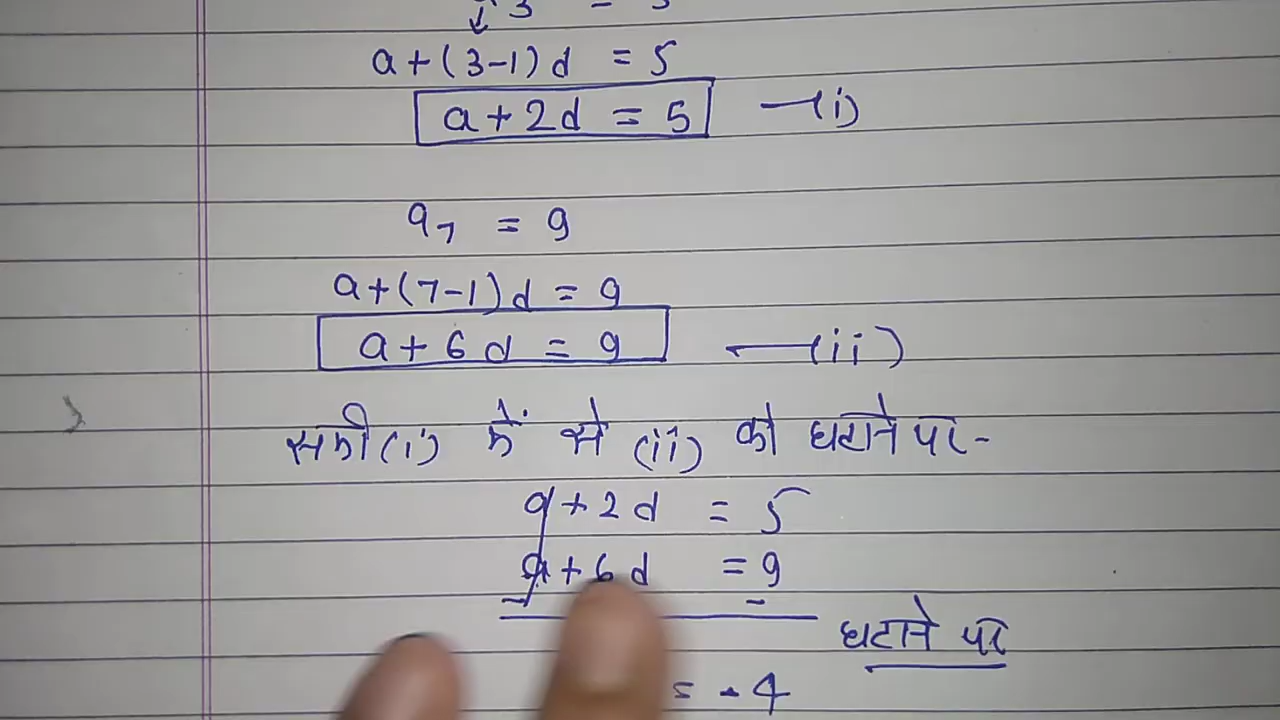 a+(3-1)d = 5
a+2d = 5 —(i)
a7 = 9
a+(7-1)d = 9
a+6d = 9 —(ii)
समी(i) में से (ii) को घटाने पर-
a+2d = 5
a+6d = 9
- -
घटाने पर
= -4